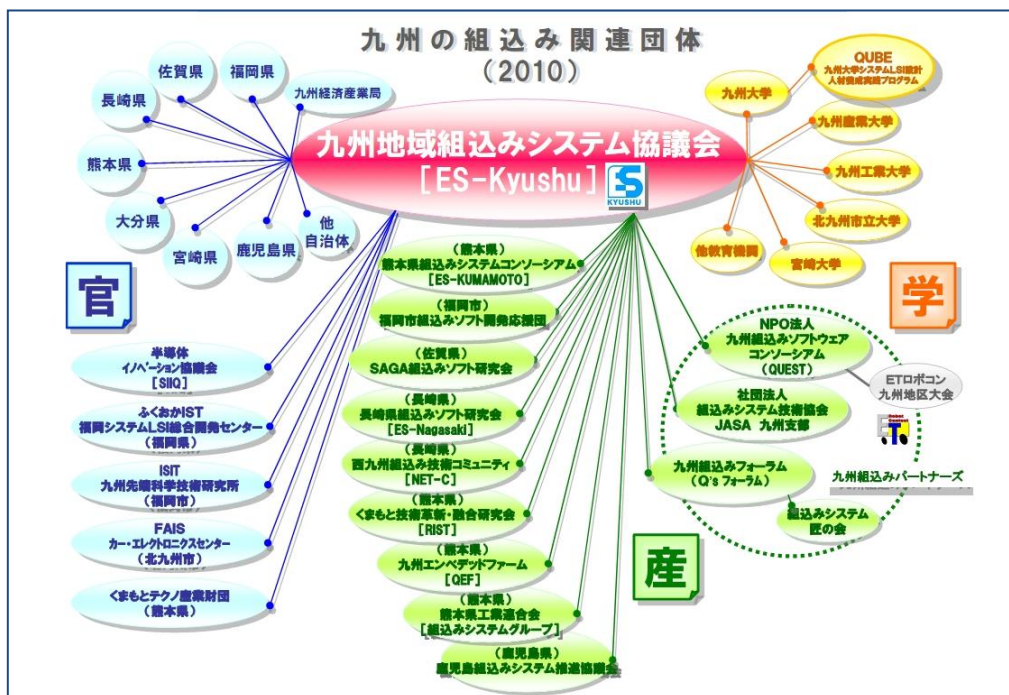 九州の組込み関連団体
(2010)
九州地域組込みシステム協議会
[ES-Kyushu]
ES
KYUSHU
九州経済産業局
福岡県
佐賀県
長崎県
熊本県
大分県
宮崎県
鹿児島県
他
自治体
九州大学
QUBE
九州大学システムLSI設計
人材養成実践プログラム
九州産業大学
九州工業大学
北九州市立大学
宮崎大学
他教育機関
官
半導体
イノベーション協議会
[SIIQ]
ふくおかIST
福岡システムLSI総合開発センター
(福岡県)
ISIT
九州先端科学技術研究所
(福岡市)
FAIS
カー・エレクトロニクスセンター
(北九州市)
くまもとテクノ産業財団
(熊本県)
(熊本県)
熊本県組込みシステムコンソーシアム
[ES-KUMAMOTO]
(福岡市)
福岡市組込みソフト開発応援団
(佐賀県)
SAGA組込みソフト研究会
(長崎県)
長崎県組込みソフト研究会
[ES-Nagasaki]
(長崎県)
西九州組込み技術コミュニティ
[NET-C]
(熊本県)
くまもと技術革新・融合研究会
[RIST]
(熊本県)
九州エンベデッドファーム
[QEF]
(熊本県)
熊本県工業連合会
[組込みシステムグループ]
(鹿児島県)
鹿児島組込みシステム推進協議会
産
学
NPO法人
九州組込みソフトウェア
コンソーシアム
(QUEST)
ETロボコン
九州地区大会
社団法人
組込みシステム技術協会
JASA 九州支部
九州組込みフォーラム
(Q's フォーラム)
組込みシステム
匠の会
九州組込みパートナーズ
Robot
Contest
ET